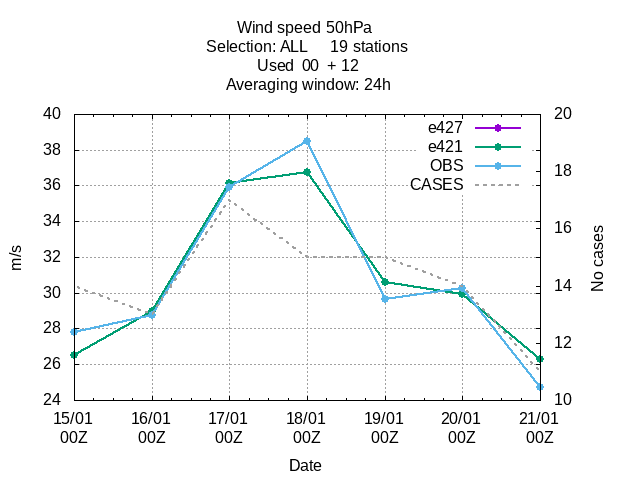 Wind speed 50hPa
Selection: ALL 19 stations
Used 00 + 12
Averaging window: 24h
40 20
e427
e421
38
OBS
18
36
CASES
34
16
32
m/s
No cases
30
14
28
12
26
24 10
15/01 16/01 17/01 18/01 19/01 20/01 21/01
00Z 00Z 00Z 00Z 00Z 00Z 00Z
Date